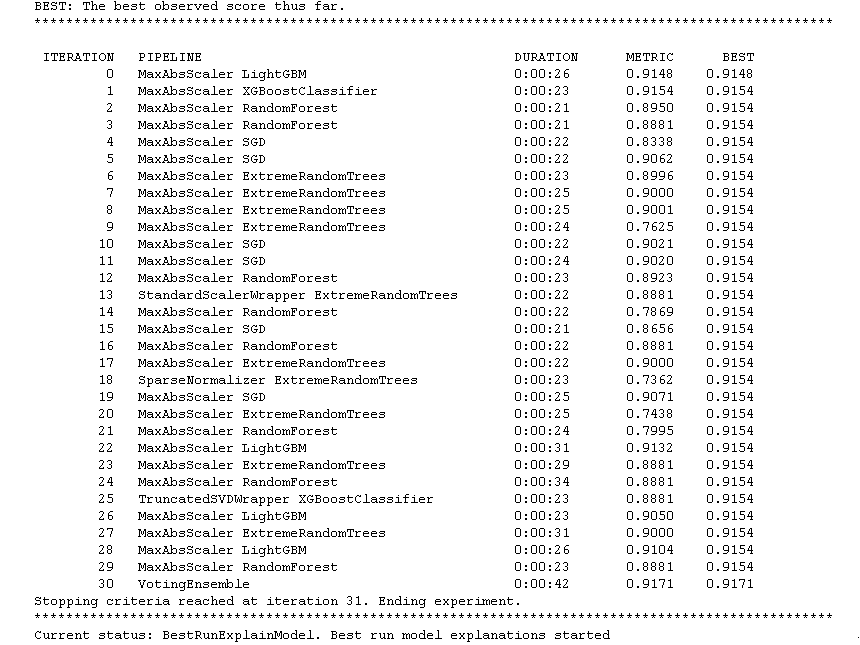 BEST: The best observed score thus far.
****************************************************************************************************
ITERATION PIPELINE DURATION METRIC BEST
0 MaxAbsScaler LightGBM 0:00:26 0.9148 0.9148
1 MaxAbsScaler XGBoostClassifier 0:00:23 0.9154 0.9154
2 MaxAbsScaler RandomForest 0:00:21 0.8950 0.9154
3 MaxAbsScaler RandomForest 0:00:21 0.8881 0.9154
4 MaxAbsScaler SGD 0:00:22 0.8338 0.9154
5 MaxAbsScaler SGD 0:00:22 0.9062 0.9154
6 MaxAbsScaler ExtremeRandomTrees 0:00:23 0.8996 0.9154
7 MaxAbsScaler ExtremeRandomTrees 0:00:25 0.9000 0.9154
8 MaxAbsScaler ExtremeRandomTrees 0:00:25 0.9001 0.9154
9 MaxAbsScaler ExtremeRandomTrees 0:00:24 0.7625 0.9154
10 MaxAbsScaler SGD 0:00:22 0.9021 0.9154
11 MaxAbsScaler SGD 0:00:24 0.9020 0.9154
12 MaxAbsScaler RandomForest 0:00:23 0.8923 0.9154
13 StandardScalerWrapper ExtremeRandomTrees 0:00:22 0.8881 0.9154
14 MaxAbsScaler RandomForest 0:00:22 0.7869 0.9154
15 MaxAbsScaler SGD 0:00:21 0.8656 0.9154
16 MaxAbsScaler RandomForest 0:00:22 0.8881 0.9154
17 MaxAbsScaler ExtremeRandomTrees 0:00:22 0.9000 0.9154
18 SparseNormalizer ExtremeRandomTrees 0:00:23 0.7362 0.9154
19 MaxAbsScaler SGD 0:00:25 0.9071 0.9154
20 MaxAbsScaler ExtremeRandomTrees 0:00:25 0.7438 0.9154
21 MaxAbsScaler RandomForest 0:00:24 0.7995 0.9154
22 MaxAbsScaler LightGBM 0:00:31 0.9132 0.9154
23 MaxAbsScaler ExtremeRandomTrees 0:00:29 0.8881 0.9154
24 MaxAbsScaler RandomForest 0:00:34 0.8881 0.9154
25 TruncatedSVDWrapper XGBoostClassifier 0:00:23 0.8881 0.9154
26 MaxAbsScaler LightGBM 0:00:23 0.9050 0.9154
27 MaxAbsScaler ExtremeRandomTrees 0:00:31 0.9000 0.9154
28 MaxAbsScaler LightGBM 0:00:26 0.9104 0.9154
29 MaxAbsScaler RandomForest 0:00:23 0.8881 0.9154
30 VotingEnsemble 0:00:42 0.9171 0.9171
Stopping criteria reached at iteration 31. Ending experiment.
****************************************************************************************************
Current status: BestRunExplainModel. Best run model explanations started